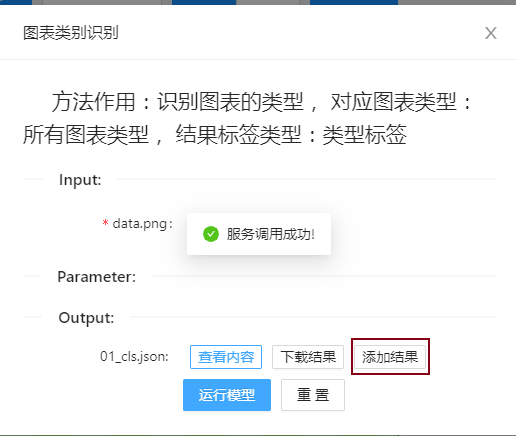 图表类别识别
方法作用：识别图表的类型， 对应图表类型：
所有图表类型， 结果标签类型：类型标签
Input:
* data.png:
服务调用成功!
Parameter:
Output:
01_cls.json: 查看内容 下载结果 添加结果
运行模型 重 置